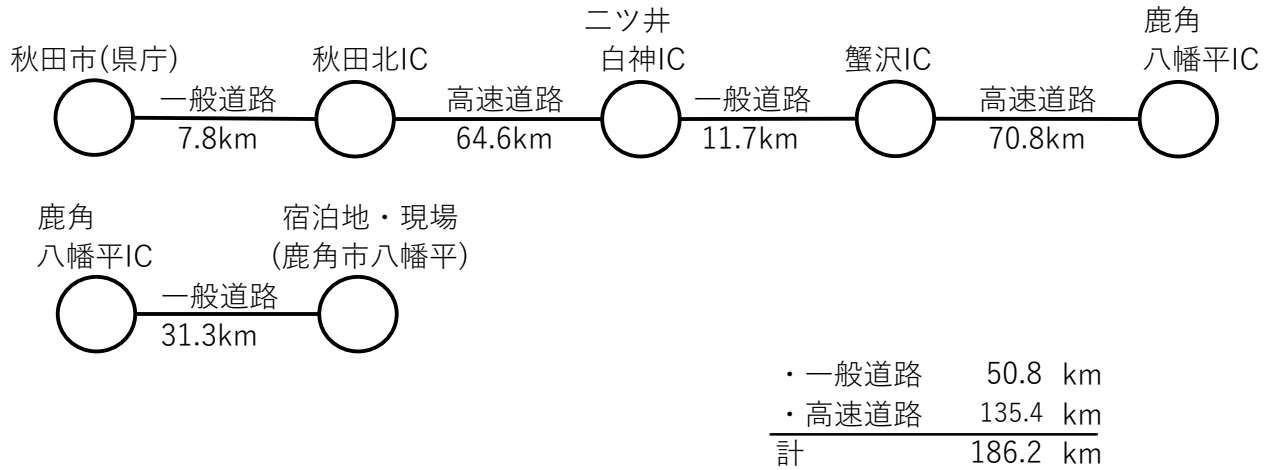 二ツ井
鹿角
秋田市(県庁)
秋田北IC
白神IC
蟹沢IC
八幡平IC
一般道路
高速道路
一般道路
高速道路
7.8km
64.6km
11.7km
70.8km
鹿角
宿泊地・現場
八幡平IC
(鹿角市八幡平)
一般道路
31.3km
・一般道路 50.8 km
・高速道路 135.4 km
計 186.2 km